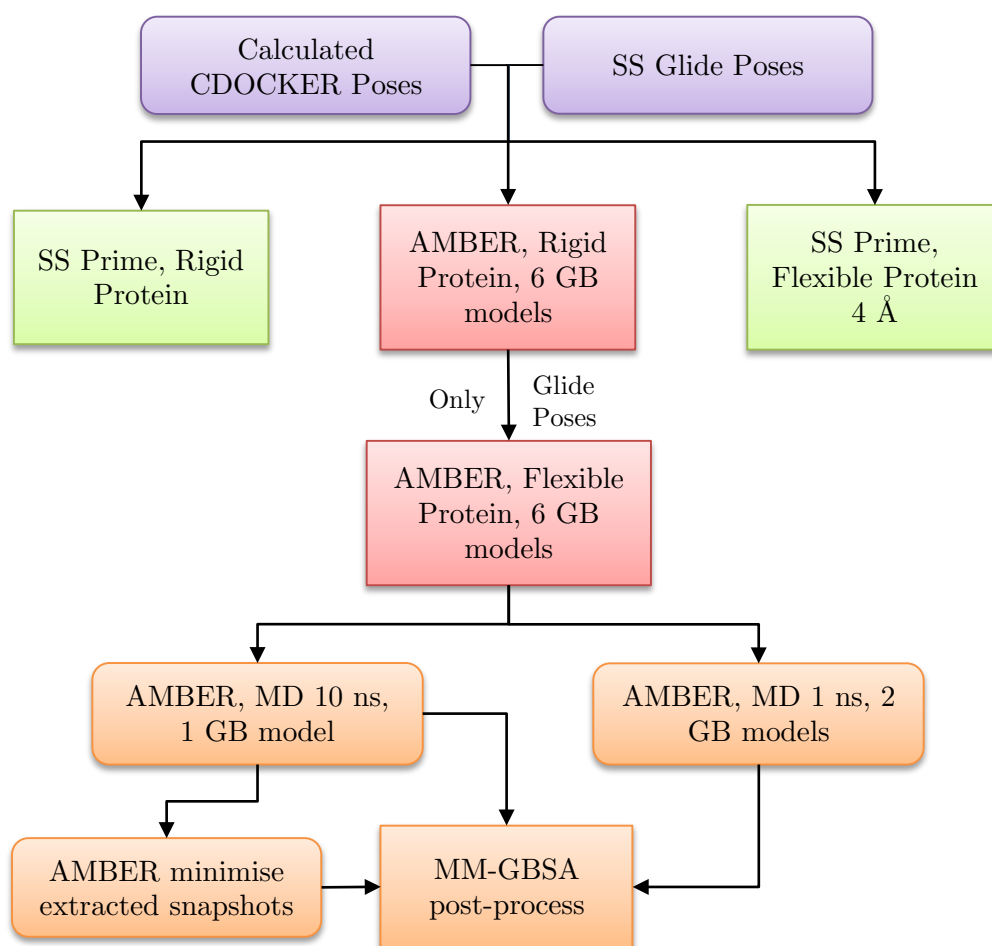 Calculated
CDOCKER Poses
SS Glide Poses
SS Prime, Rigid
Protein
AMBER, Rigid
Protein, 6 GB
models
SS Prime,
Flexible Protein
4 Å
Only
Glide
Poses
AMBER, Flexible
Protein, 6 GB
models
AMBER, MD 10 ns,
1 GB model
AMBER, MD 1 ns, 2
GB models
AMBER minimise
extracted snapshots
MM-GBSA
post-process